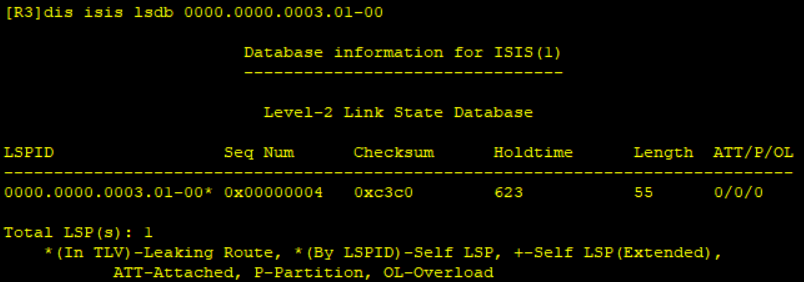 [R3]dis isis lsdb 0000.0000.0003.01-00
Database information for ISIS(1)
--------------------------------
Level-2 Link State Database
LSPID Seq Num Checksum Holdtime Length ATT/P/OL
-------------------------------------------------------------------------------
0000.0000.0003.01-00* 0x00000004 0xc3c0 623 55 0/0/0
Total LSP(s): 1
*(In TLV)-Leaking Route, *(By LSPID)-Self LSP, +-Self LSP(Extended),
ATT-Attached, P-Partition, OL-Overload